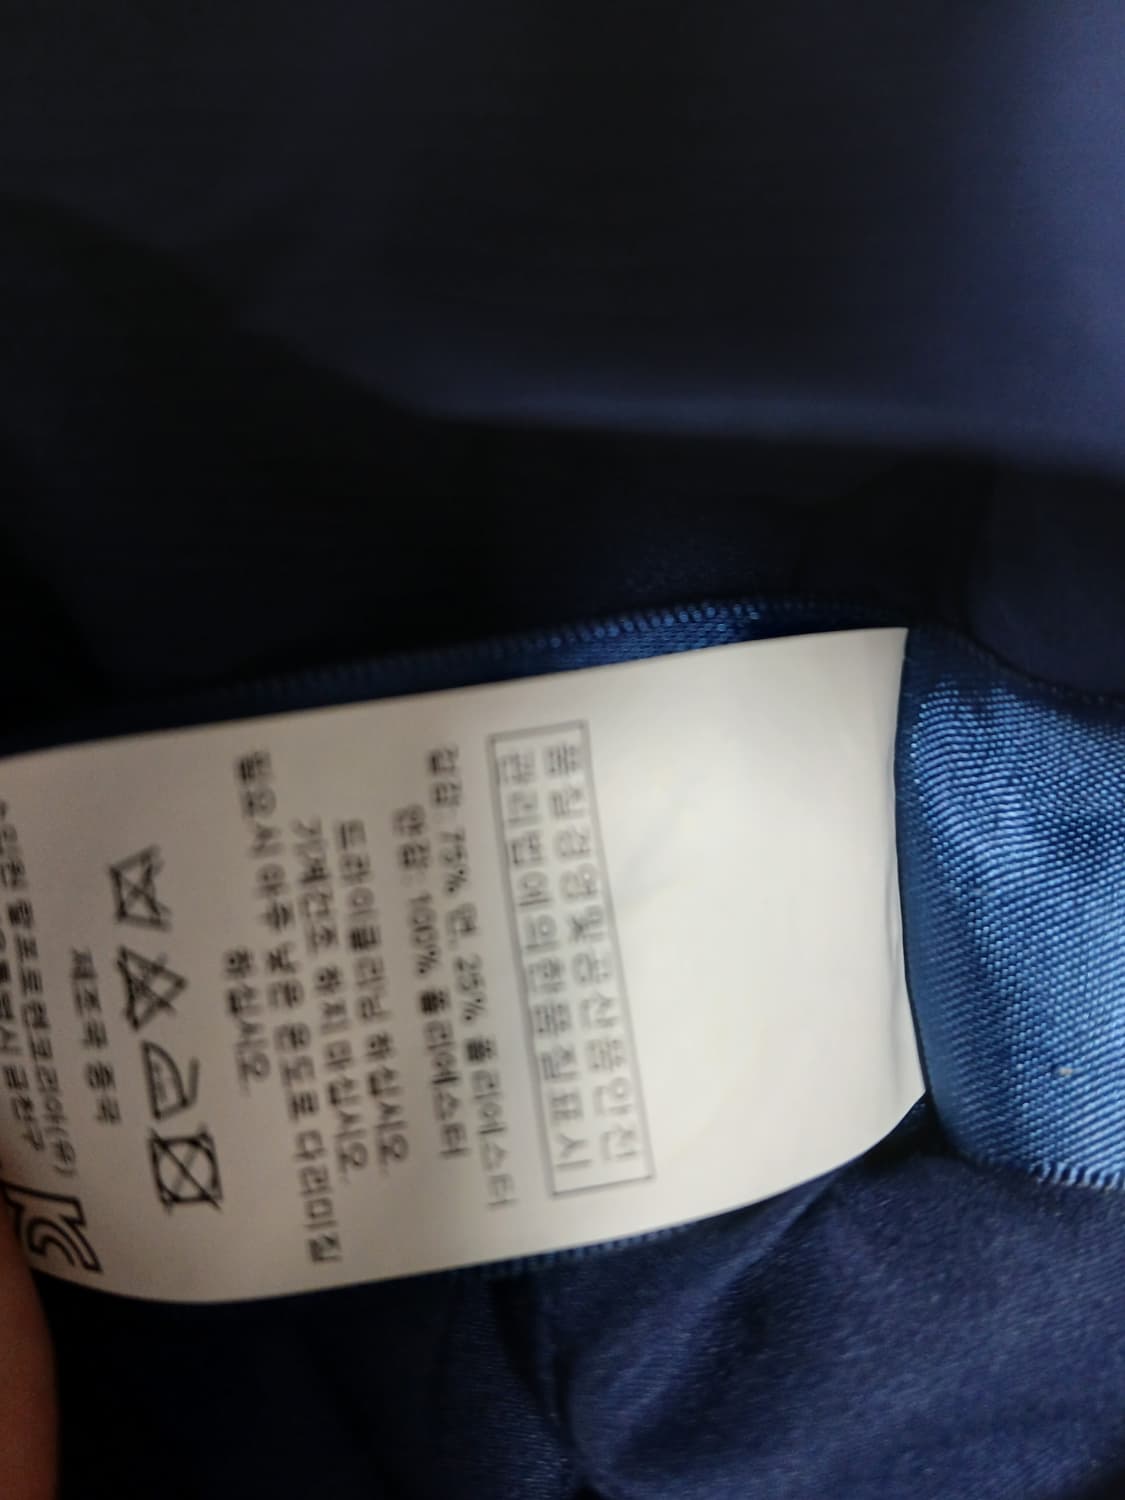 품질경영및공산품안전
관리법에의한품질표시
겉감: 75% 면, 25% 폴리에스터
안감: 100% 폴리에스터
드라이클리닝 하십시오.
기계건조 하지 마십시오.
필요시 아주 낮은 온도로 다리미질
하십시오.
제조국 중국